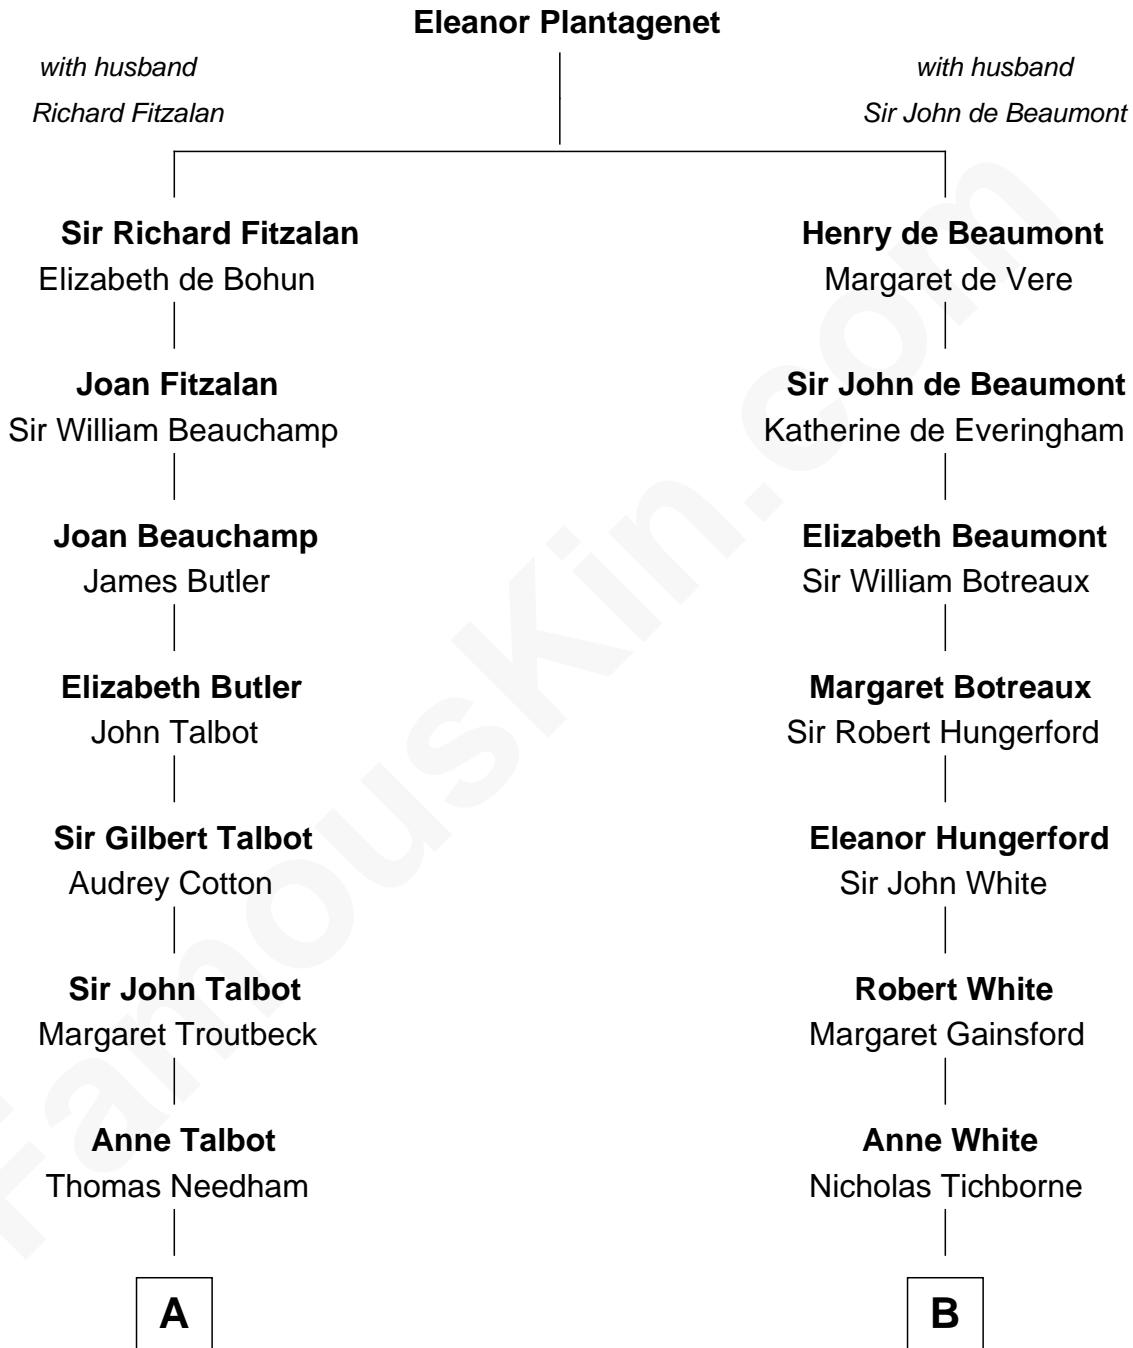 Eleanor Plantagenet
with husband
Richard Fitzalan
with husband
Sir John de Beaumont
Sir Richard Fitzalan
Elizabeth de Bohun
Henry de Beaumont
Margaret de Vere
Joan Fitzalan
Sir William Beauchamp
Sir John de Beaumont
Katherine de Everingham
Joan Beauchamp
James Butler
Elizabeth Beaumont
Sir William Botreaux
Elizabeth Butler
John Talbot
Margaret Botreaux
Sir Robert Hungerford
Sir Gilbert Talbot
Audrey Cotton
Eleanor Hungerford
Sir John White
Sir John Talbot
Margaret Troutbeck
Robert White
Margaret Gainsford
Anne Talbot
Thomas Needham
Anne White
Nicholas Tichborne
A
B
FamousKin.com